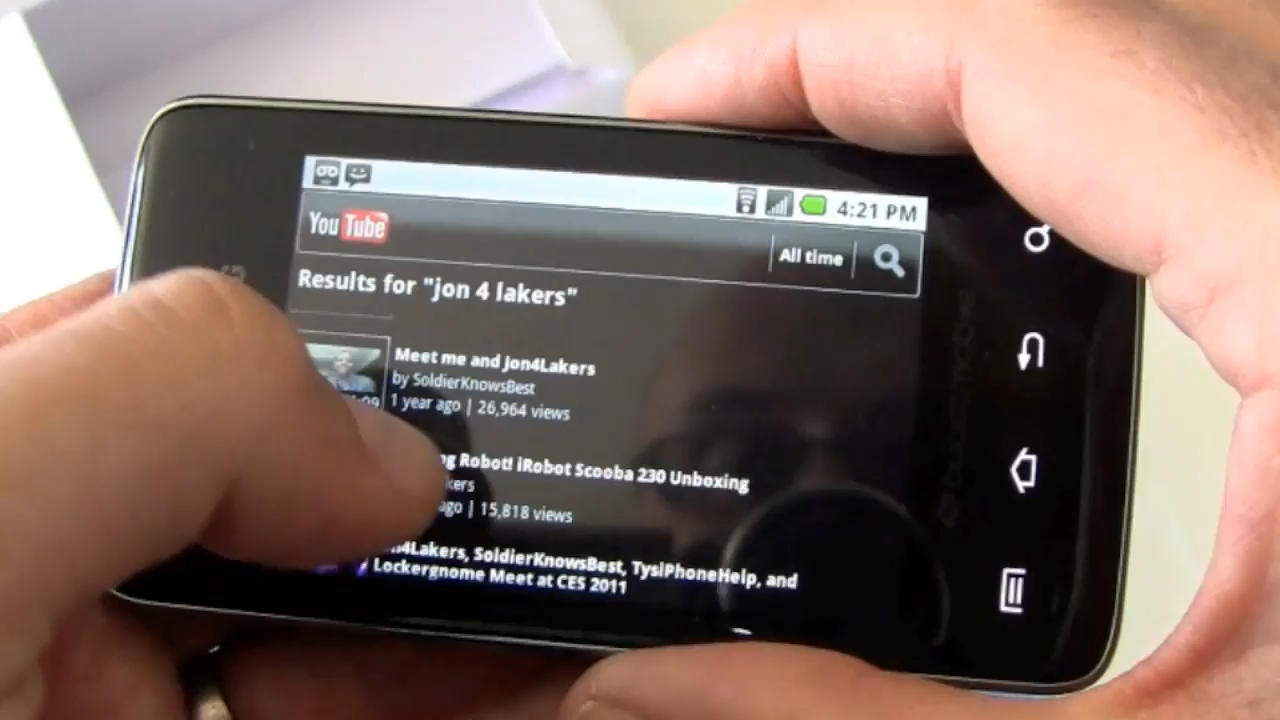 4:21 PM
You Tube
All time
Results for "jon 4 lakers"
Meet me and Jon4Lakers
by SoldierKnowsBest
1 year ago | 26,964 views
Robot! iRobot Scooba 230 Unboxing
ago | 15,818 views
SoldierKnowsBest, TysiPhoneHelp, and
Lockergnome Meet at CES 2011